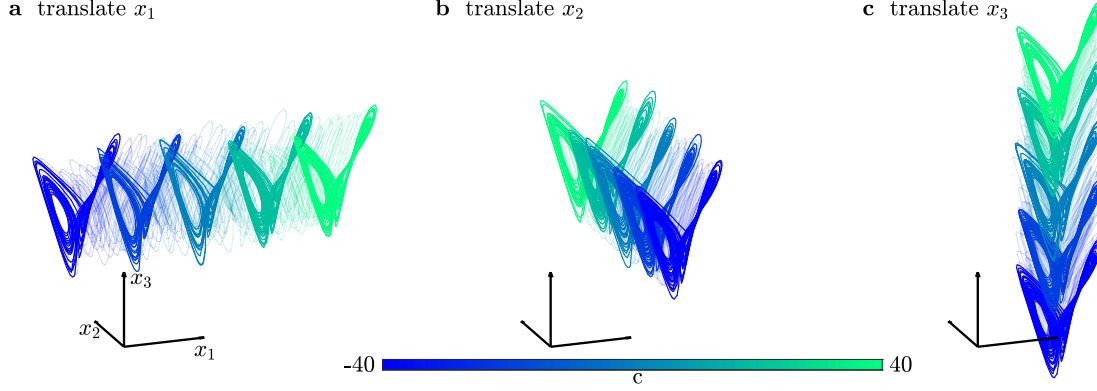 a translate x₁
b translate x₂
c translate x₃
x₃
x₂
x₁
-40
40
c